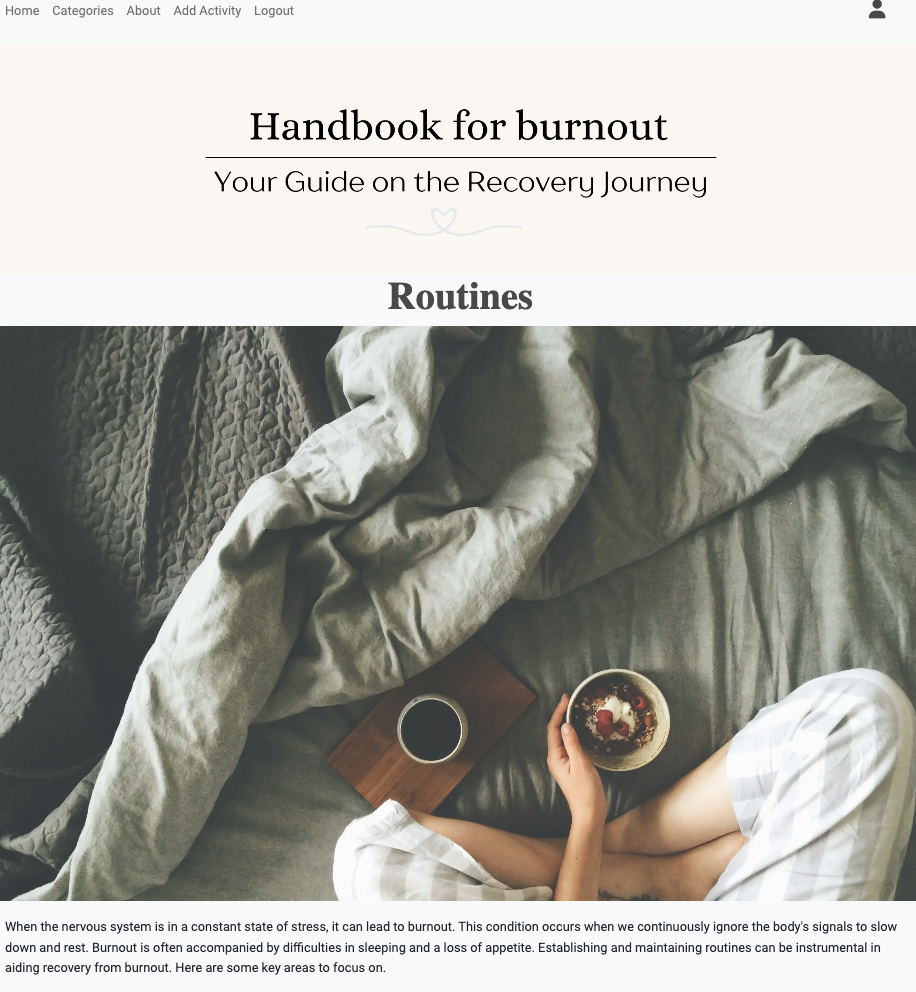 Home Categories About Add Activity Logout
Handbook for burnout
Your Guide on the Recovery Journey
Routines
When the nervous system is in a constant state of stress, it can lead to burnout. This condition occurs when we continuously ignore the body's signals to slow
down and rest. Burnout is often accompanied by difficulties in sleeping and a loss of appetite. Establishing and maintaining routines can be instrumental in
aiding recovery from burnout. Here are some key areas to focus on.